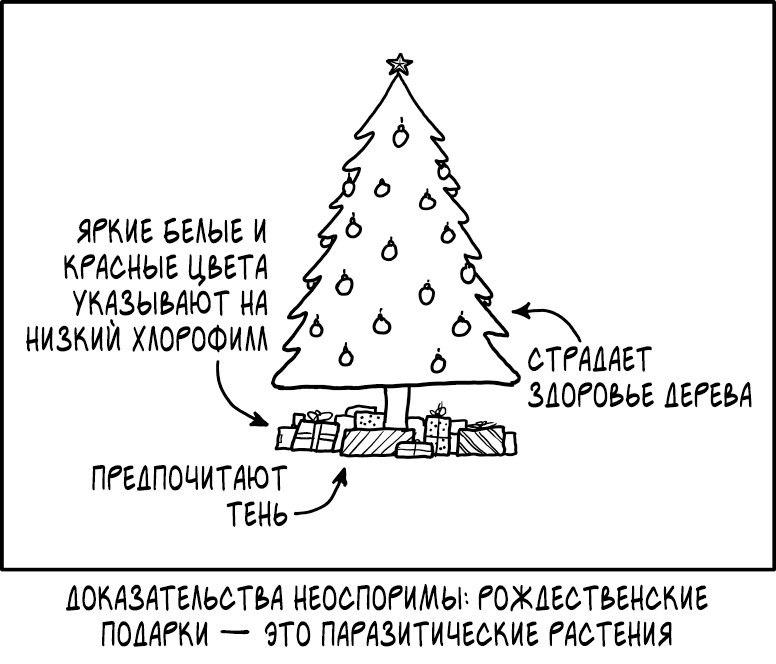 ЯРКИЕ БЕЛЫЕ И
КРАСНЫЕ ЦВЕТА
УКАЗЫВАЮТ НА
НИЗКИЙ ХЛОРОФИЛЛ
СТРАДАЕТ
ЗДОРОВЬЕ ДЕРЕВА
ПРЕДПОЧИТАЮТ
ТЕНЬ
ДОКАЗАТЕЛЬСТВА НЕОСПОРИМЫ: РОЖДЕСТВЕНСКИЕ
ПОДАРКИ — ЭТО ПАРАЗИТИЧЕСКИЕ РАСТЕНИЯ